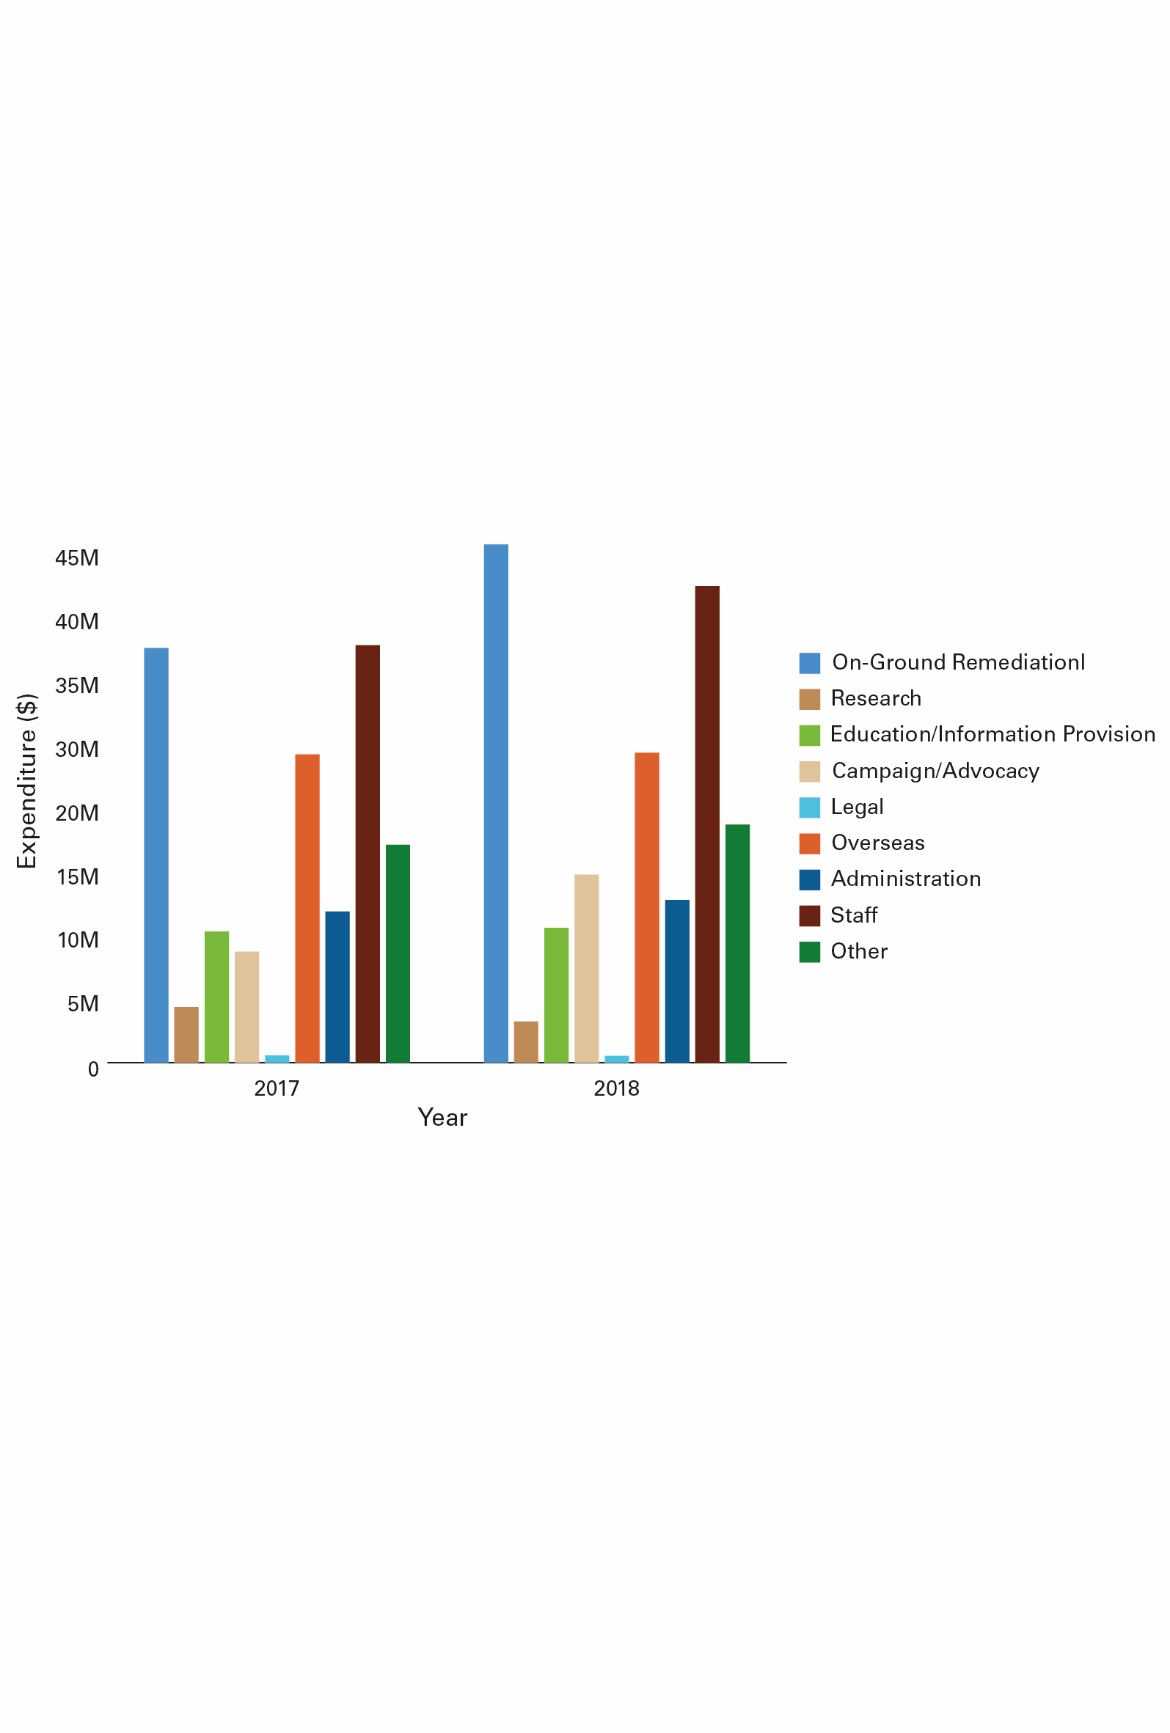 45M
40M
35M
30M
20M
15M
10M
5M
0
Expenditure ($)
2017
2018
Year
On-Ground Remediationl
Research
Education/Information Provision
Campaign/Advocacy
Legal
Overseas
Administration
Staff
Other